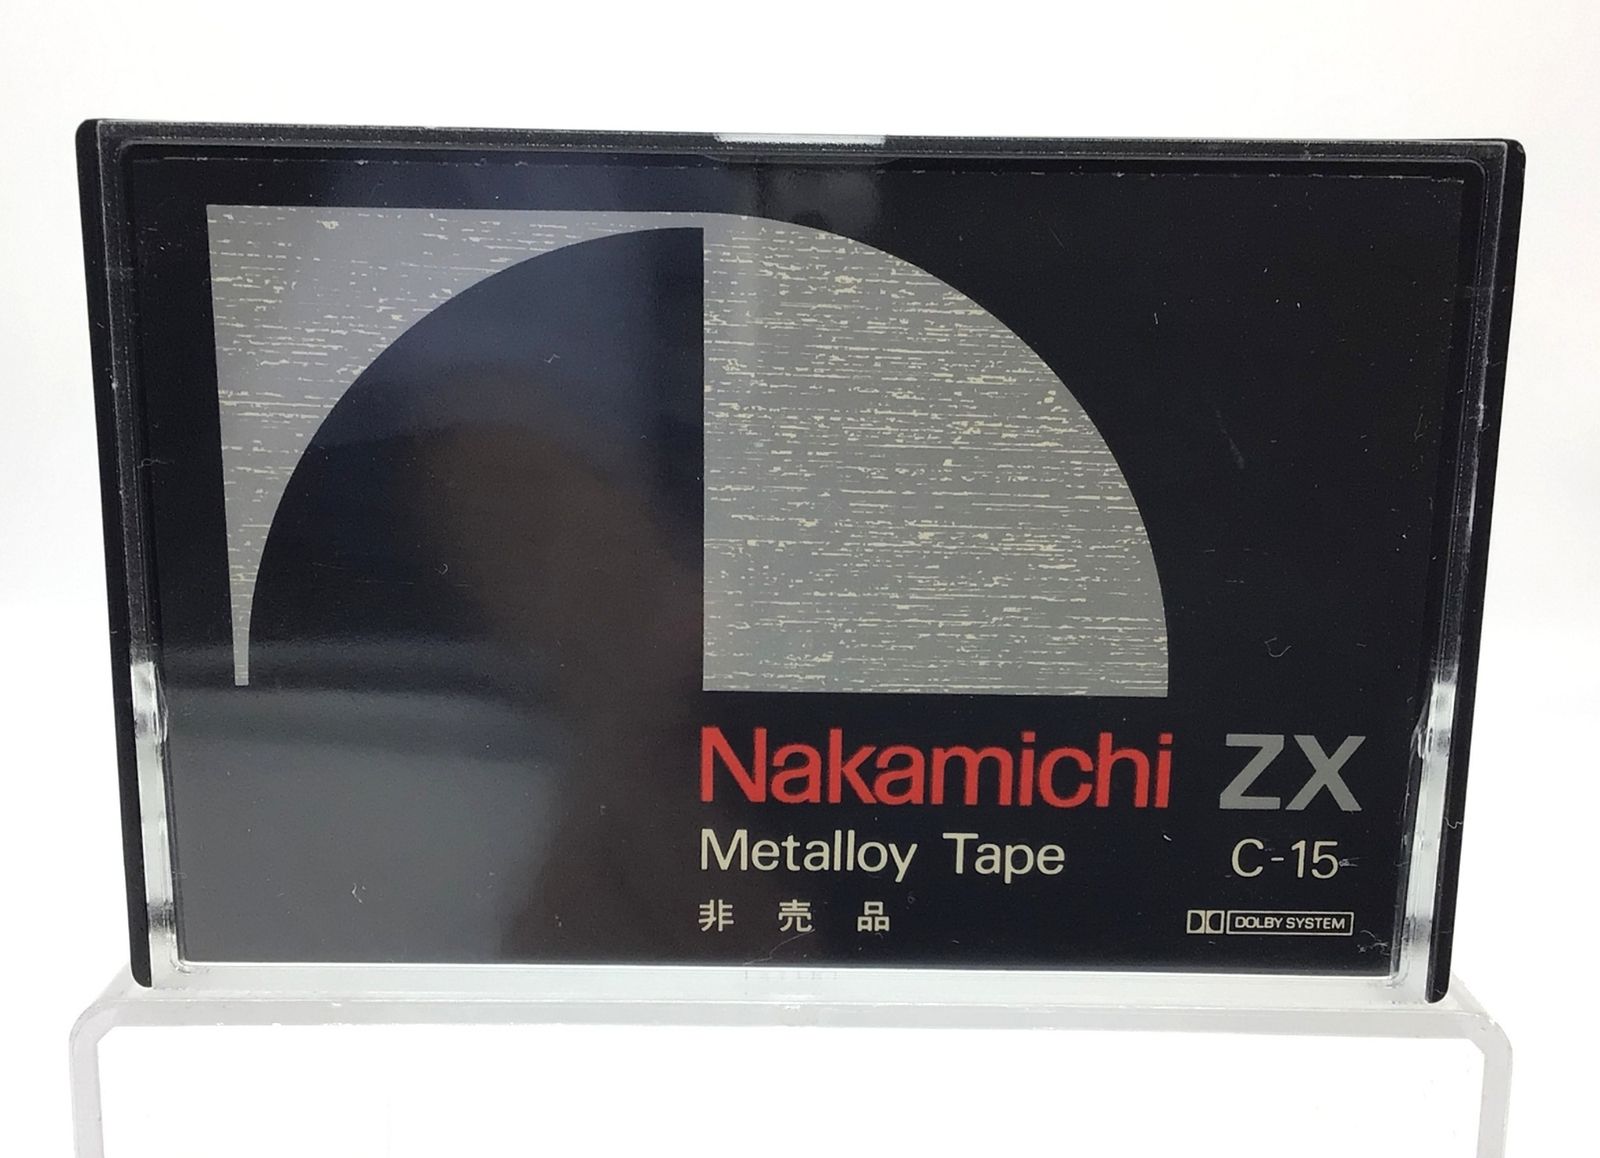 Nakamichi ZX
Metalloy Tape C-15
非売品
DOLBY SYSTEM